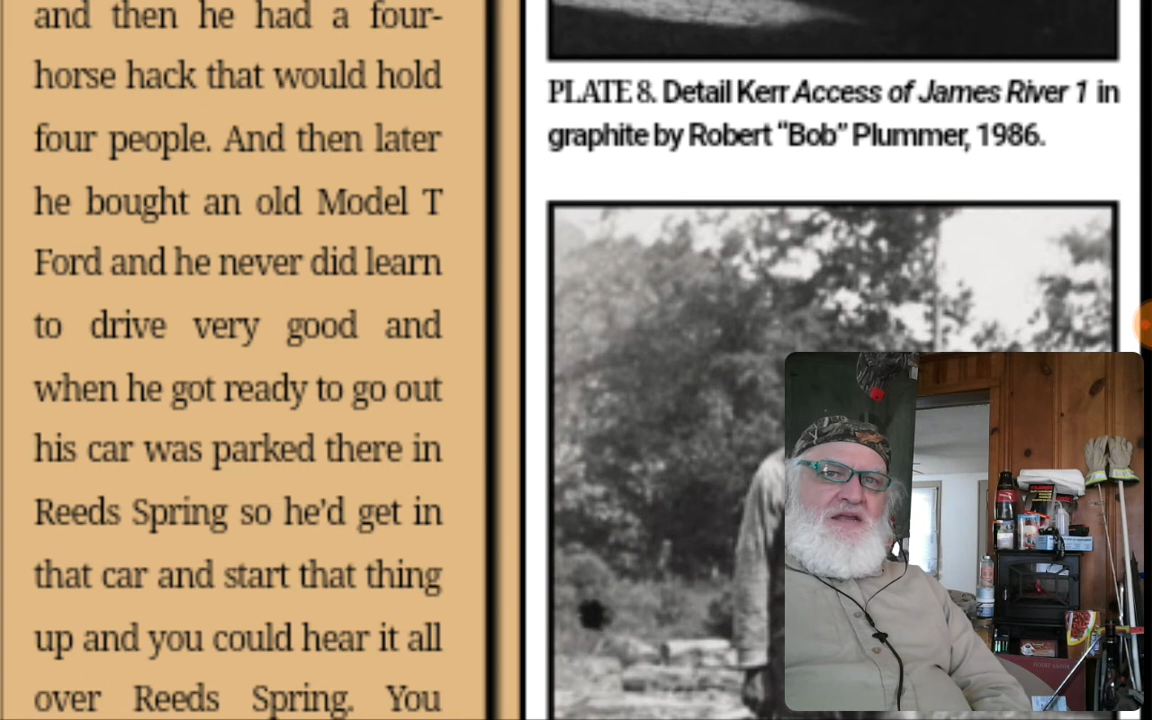 and then he had a four-
horse hack that would hold
four people. And then later
he bought an old Model T
Ford and he never did learn
to drive very good and
when he got ready to go out
his car was parked there in
Reeds Spring so he’d get in
that car and start that thing
up and you could hear it all
over Reeds Spring. You
PLATE 8. Detail Kerr Access of James River 1 in
graphite by Robert “Bob” Plummer, 1986.